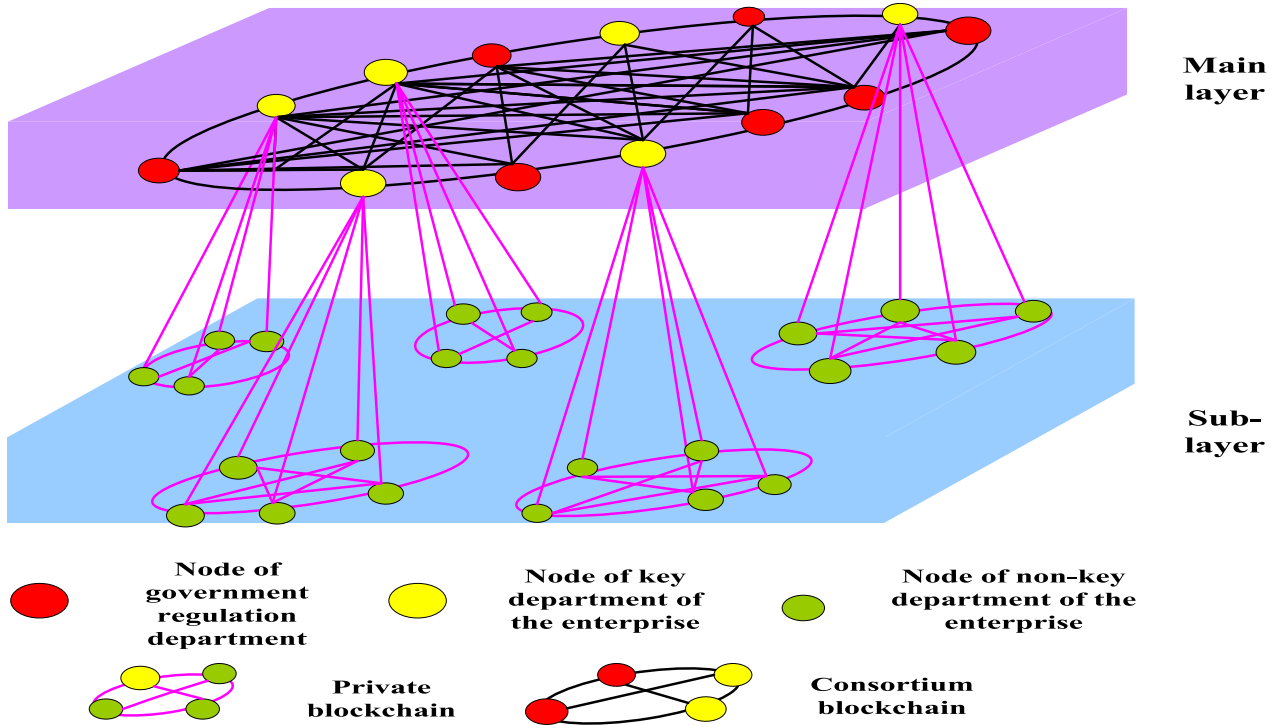 Main
layer
Sub-
layer
Node of
government
regulation
department
Node of key
department of
the enterprise
Node of non-key
department of the
enterprise
Private
blockchain
Consortium
blockchain